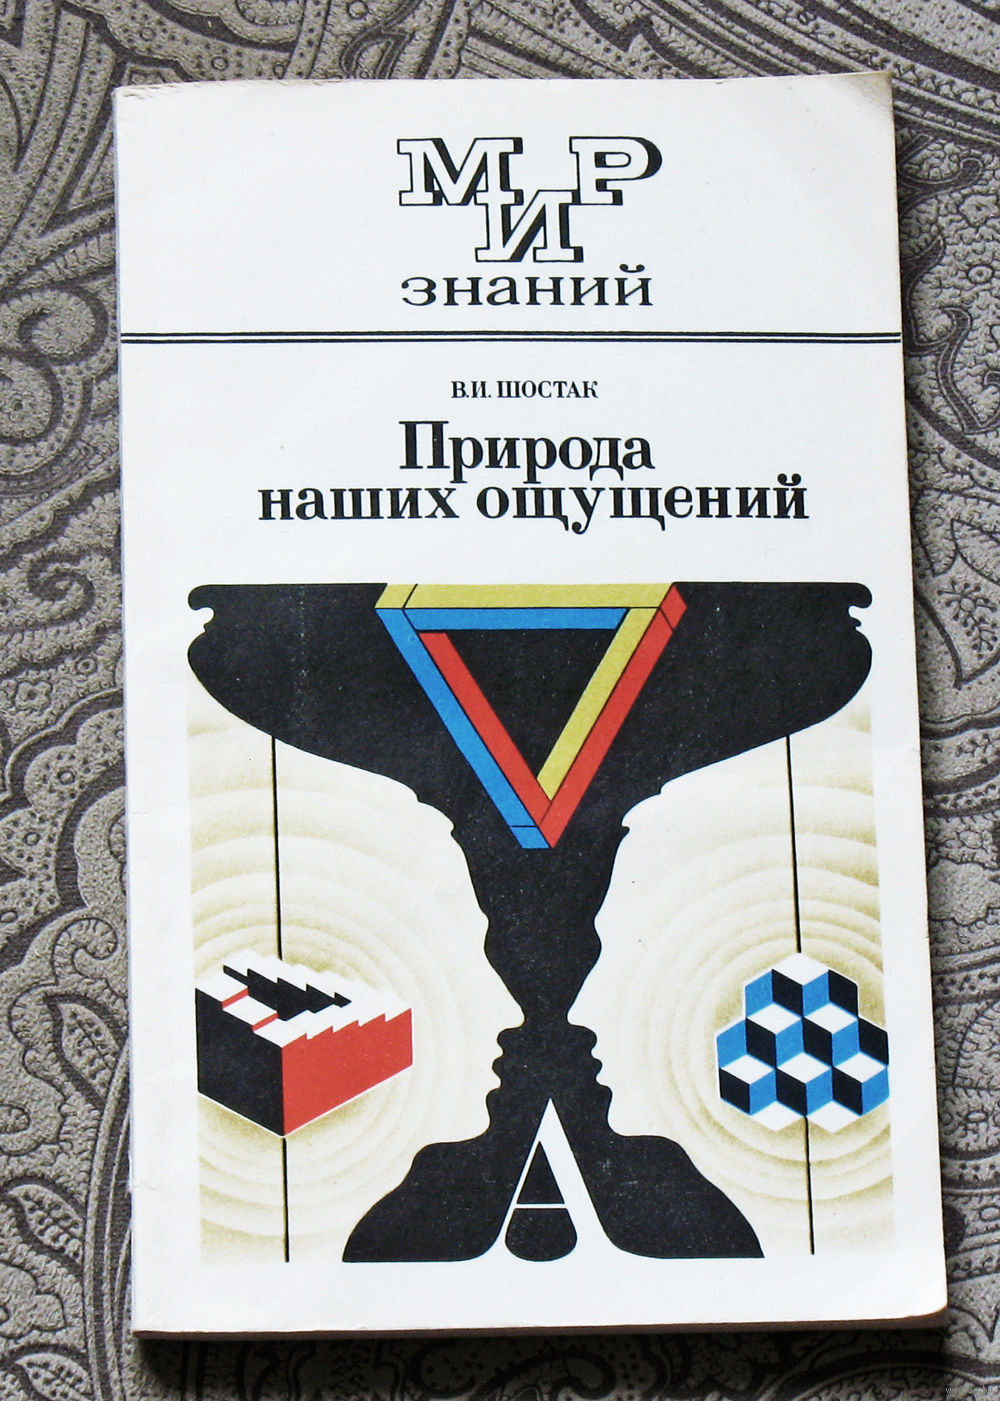 МИР
знаний
В.И. ШОСТАК
Природа
наших ощущений
А